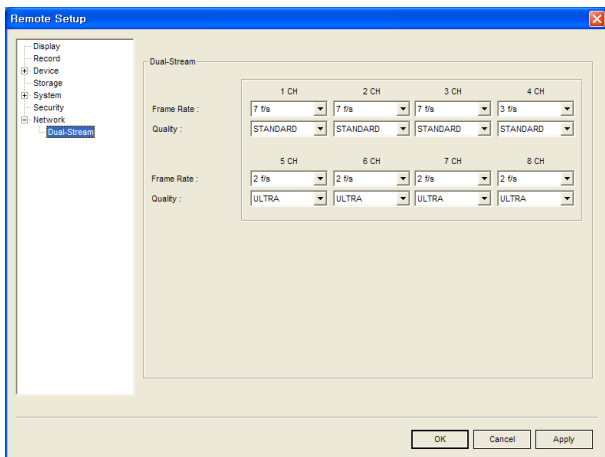 Remote Setup
Display
Record
Device
Storage
System
Security
Network
Dual-Stream
Dual-Stream
1 CH 2 CH 3 CH 4 CH
Frame Rate : 7 f/s 7 f/s 7 f/s 3 f/s
Quality : STANDARD STANDARD STANDARD STANDARD
5 CH 6 CH 7 CH 8 CH
Frame Rate : 2 f/s 2 f/s 2 f/s 2 f/s
Quality : ULTRA ULTRA ULTRA ULTRA
OK Cancel Apply